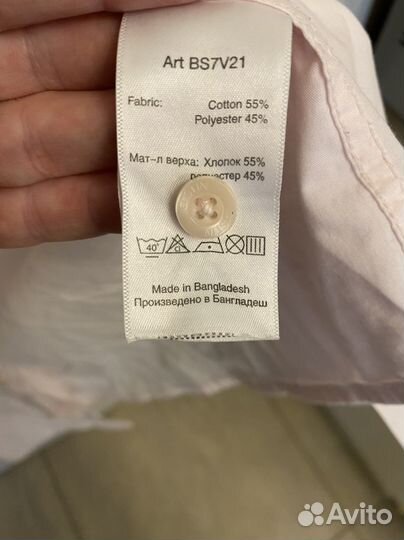 Art BS7V21
Fabric: Cotton 55%
Polyester 45%
Мат-л верха: Хлопок 55%
полиэстер 45%
40°
Cl
Made in Bangladesh
Произведено в Бангладеш
Avito